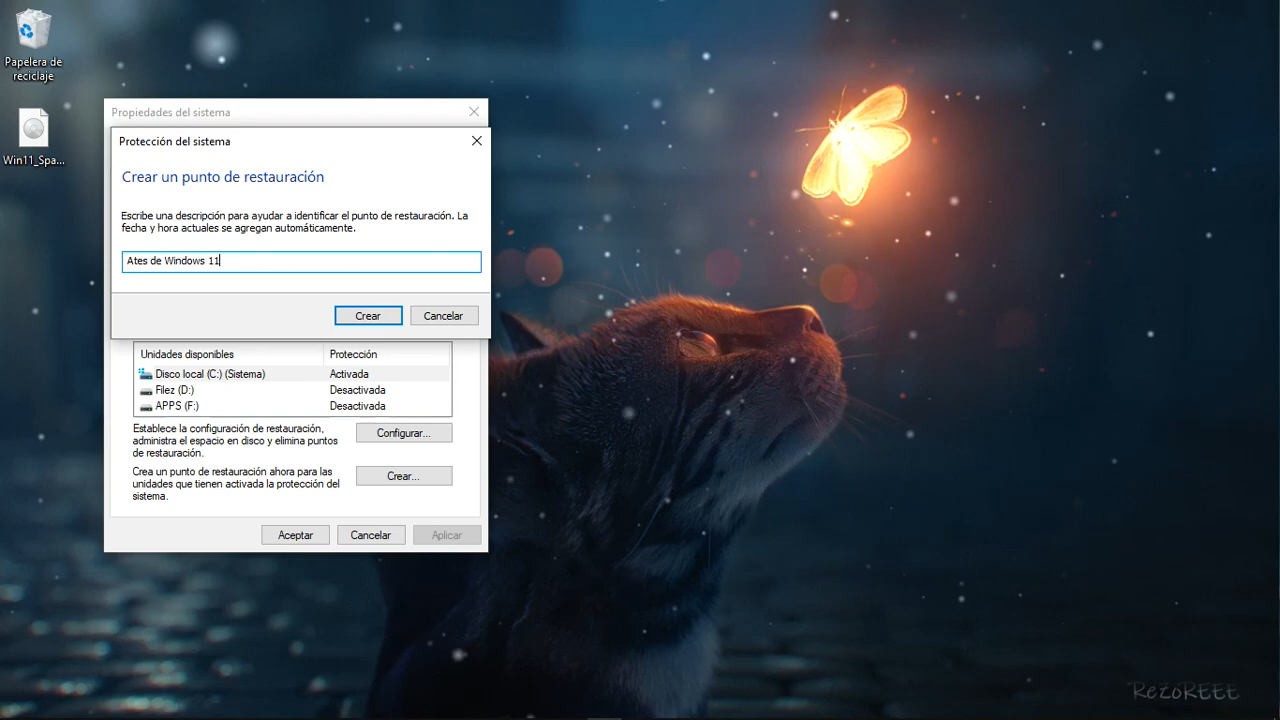 Papelera de
reciclaje
Win11_Spa...
Propiedades del sistema
Protección del sistema
Crear un punto de restauración
Escribe una descripción para ayudar a identificar el punto de restauración. La
fecha y hora actuales se agregan automáticamente.
Ates de Windows 11
Crear
Cancelar
Unidades disponibles
Protección
Disco local (C:) (Sistema)
Activada
Filez (D:)
Desactivada
APPS (F:)
Desactivada
Establece la configuración de restauración,
administra el espacio en disco y elimina puntos
de restauración.
Configurar...
Crea un punto de restauración ahora para las
unidades que tienen activada la protección del
sistema.
Crear...
Aceptar
Cancelar
Aplicar
ReZoREEE